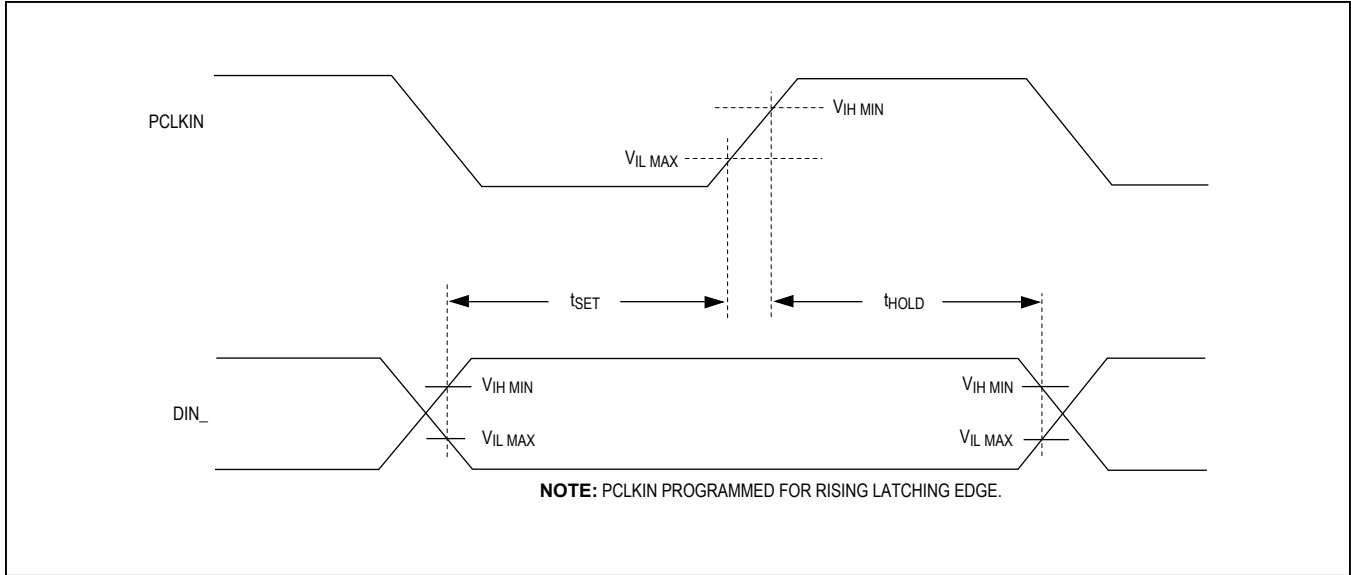 PCLKIN
VIH MIN
VIL MAX
tSET
tHOLD
VIH MIN
VIH MIN
DIN_
VIL MAX
VIL MAX
NOTE: PCLKIN PROGRAMMED FOR RISING LATCHING EDGE.